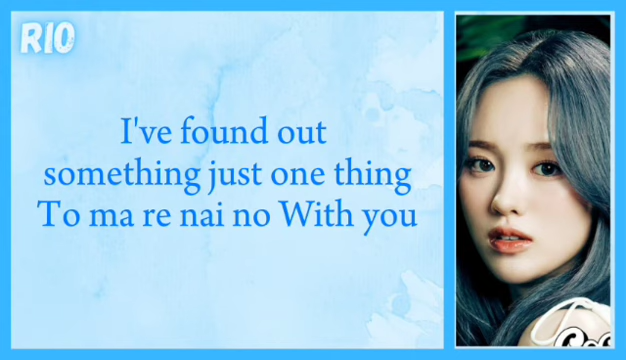 RIO
I've found out
something just one thing
To ma re nai no With you